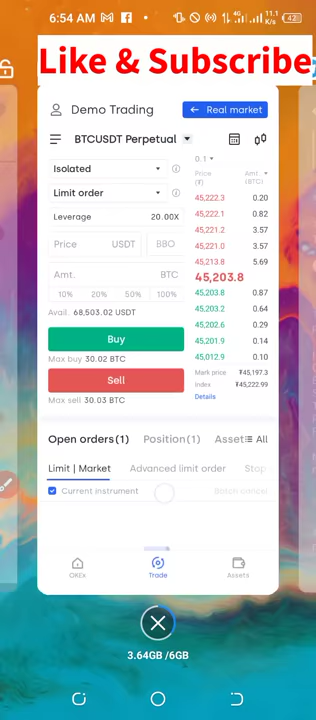 6:54 AM
4G
11.1 K/s
42
Like & Subscribe
Demo Trading
← Real market
BTCUSDT Perpetual
Isolated
Limit order
Leverage 20.00X
Price USDT BBO
Amt. BTC
10% 20% 50% 100%
Avail. 68,503.02 USDT
Buy
Max buy 30.02 BTC
Sell
Max sell 30.03 BTC
0.1
Price Amt.
(₮) (BTC)
45,222.3 0.20
45,222.1 0.82
45,221.2 3.57
45,221.0 3.57
45,213.8 5.69
45,203.8
45,203.8 0.87
45,203.2 0.64
45,202.6 0.29
45,201.9 0.14
45,012.9 0.10
Mark price ₮45,197.3
Index ₮45,222.99
Details
Open orders(1) Position(1) Asset All
Limit | Market Advanced limit order Stop
Current instrument Batch cancel
OKEx Trade Assets
3.64GB /6GB